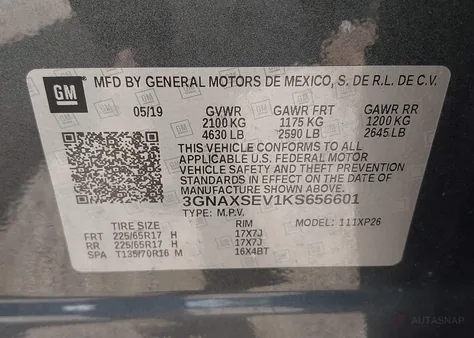 GM
MFD BY GENERAL MOTORS DE MEXICO, S. DE R.L. DE C.V.
05/19 GVWR GAWR FRT GAWR RR
2100 KG 1175 KG 1200 KG
4630 LB 2590 LB 2645 LB
THIS VEHICLE CONFORMS TO ALL
APPLICABLE U.S. FEDERAL MOTOR
VEHICLE SAFETY AND THEFT PREVENTION
STANDARDS IN EFFECT ON THE DATE OF
MANUFACTURE SHOWN ABOVE.
3GNAXSEV1KS656601
TYPE: M.P.V. MODEL: 111XP26
TIRE SIZE RIM
FRT 225/65R17 H 17X7J
RR 225/65R17 H 17X7J
SPA T135/70R16 M 16X4BT
AUTASNAP